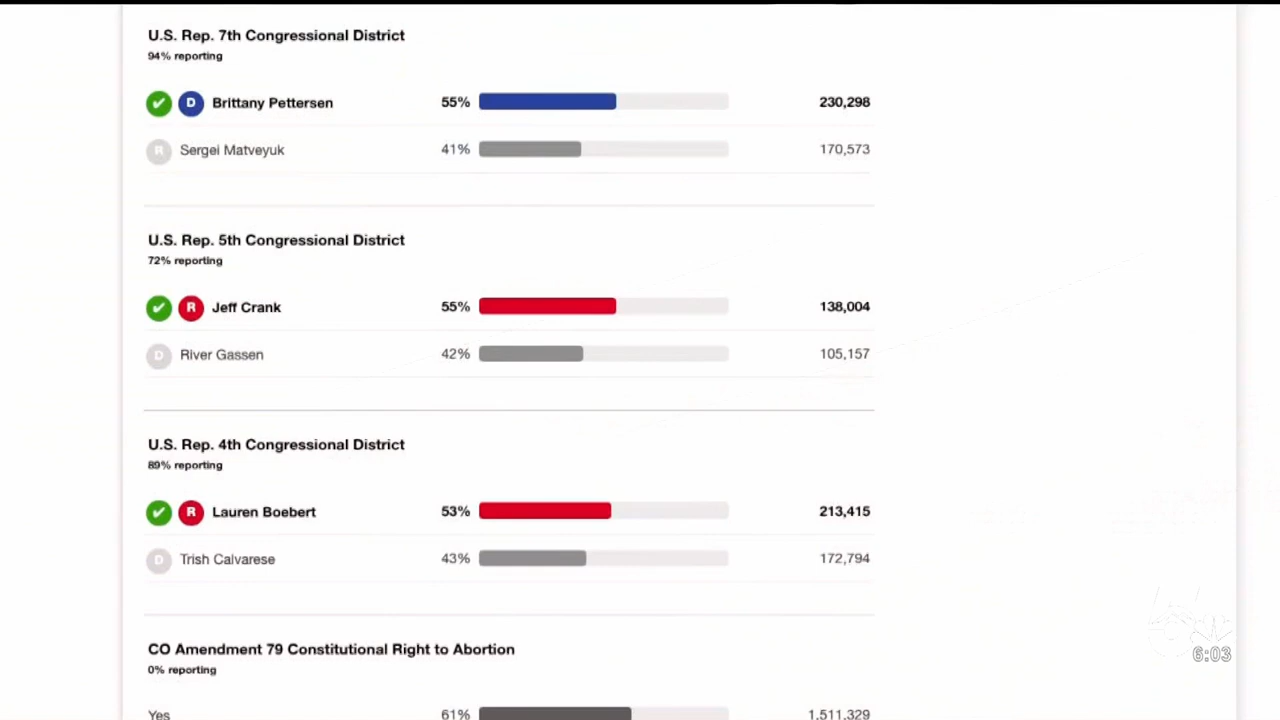 U.S. Rep. 7th Congressional District
94% reporting
D Brittany Pettersen 55% 230,298
R Sergei Matveyuk 41% 170,573
U.S. Rep. 5th Congressional District
72% reporting
R Jeff Crank 55% 138,004
D River Gassen 42% 105,157
U.S. Rep. 4th Congressional District
89% reporting
R Lauren Boebert 53% 213,415
D Trish Calvarese 43% 172,794
CO Amendment 79 Constitutional Right to Abortion
0% reporting
6:03
Yes 61% 1,511,329